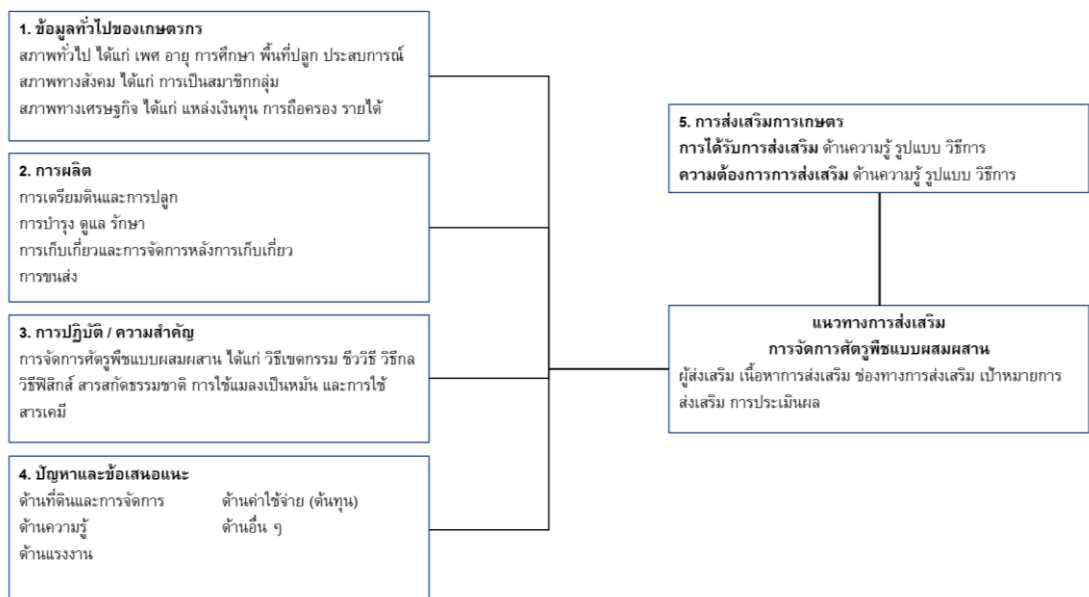 1. ข้อมูลทั่วไปของเกษตรกร
สภาพทั่วไป ได้แก่ เพศ อายุ การศึกษา พื้นที่ปลูก ประสบการณ์
สภาพทางสังคม ได้แก่ การเป็นสมาชิกกลุ่ม
สภาพทางเศรษฐกิจ ได้แก่ แหล่งเงินทุน การถือครอง รายได้
2. การผลิต
การเตรียมดินและการปลูก
การบำรุง ดูแล รักษา
การเก็บเกี่ยวและการจัดการหลังการเก็บเกี่ยว
การขนส่ง
3. การปฏิบัติ / ความสำคัญ
การจัดการศัตรูพืชแบบผสมผสาน ได้แก่ วิธีเขตกรรม ชีววิธี วิธีกล
วิธีฟิสิกส์ สารสกัดธรรมชาติ การใช้แมลงเป็นหมัน และการใช้
สารเคมี
4. ปัญหาและข้อเสนอแนะ
ด้านที่ดินและการจัดการ ด้านค่าใช้จ่าย (ต้นทุน)
ด้านความรู้ ด้านอื่น ๆ
ด้านแรงงาน
5. การส่งเสริมการเกษตร
การได้รับการส่งเสริม ด้านความรู้ รูปแบบ วิธีการ
ความต้องการการส่งเสริม ด้านความรู้ รูปแบบ วิธีการ
แนวทางการส่งเสริม
การจัดการศัตรูพืชแบบผสมผสาน
ผู้ส่งเสริม เนื้อหาการส่งเสริม ช่องทางการส่งเสริม เป้าหมายการ
ส่งเสริม การประเมินผล